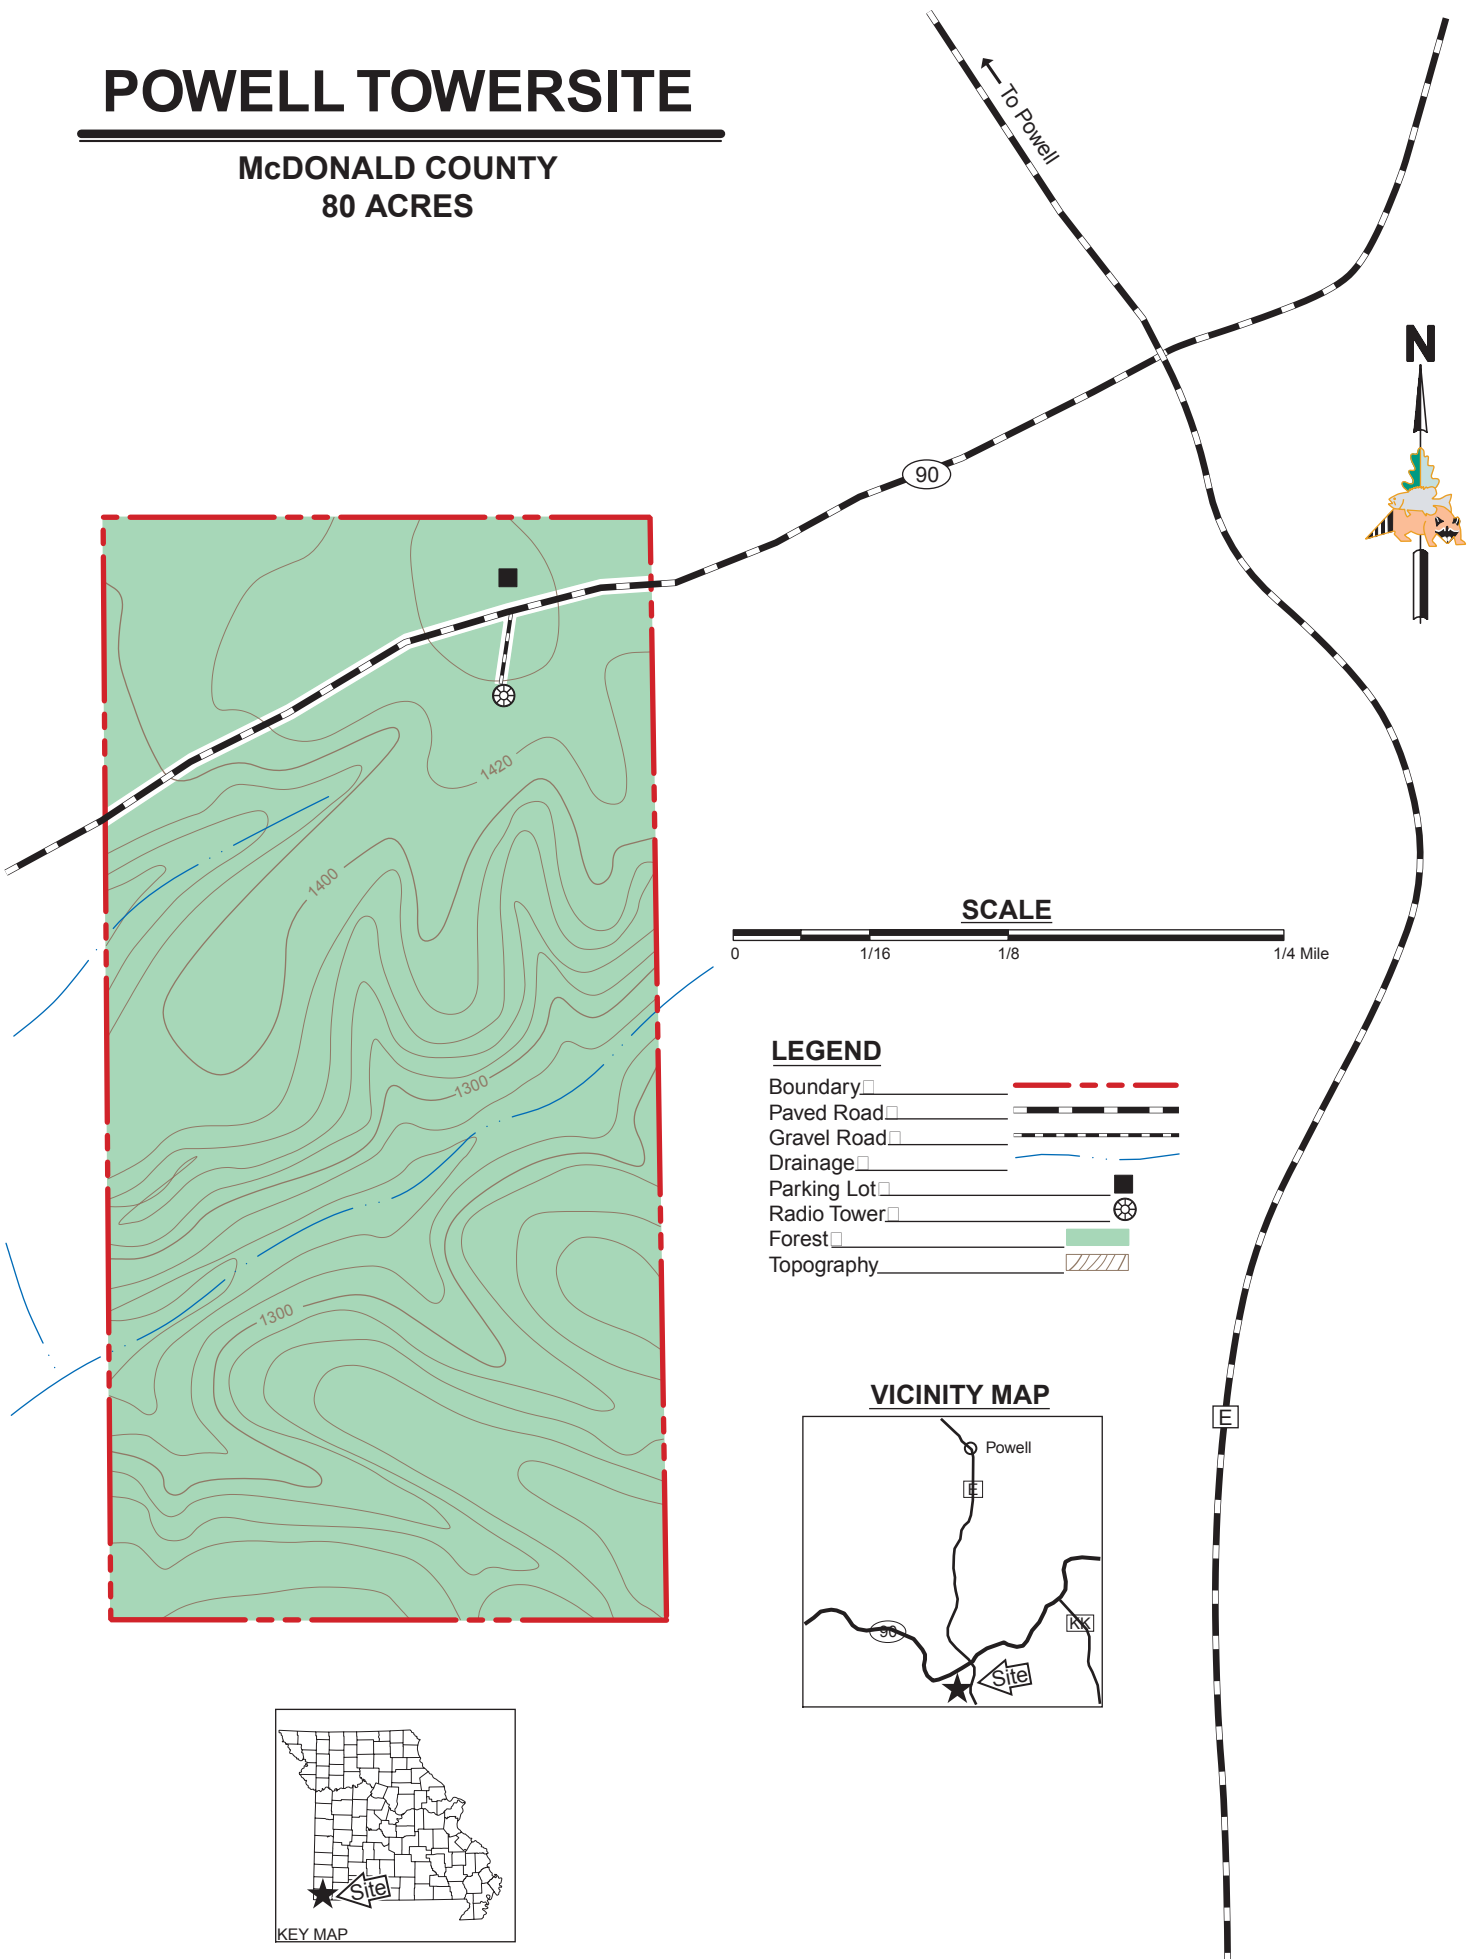 POWELL TOWERSITE
McDONALD COUNTY
80 ACRES
To Powell
N
90
1420
1400
1300
1300
SCALE
0 1/16 1/8 1/4 Mile
LEGEND
Boundary
Paved Road
Gravel Road
Drainage
Parking Lot
Radio Tower
Forest
Topography
E
VICINITY MAP
Powell
E
90
KK
Site
Site
KEY MAP